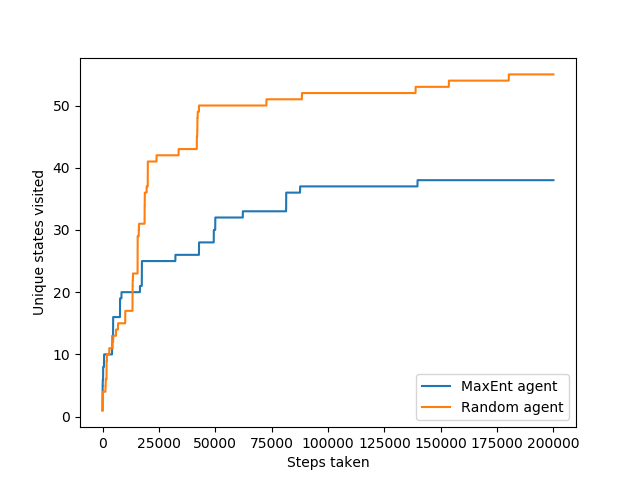 Unique states visited
50
40
30
20
10
0
0 25000 50000 75000 100000 125000 150000 175000 200000
Steps taken
MaxEnt agent
Random agent